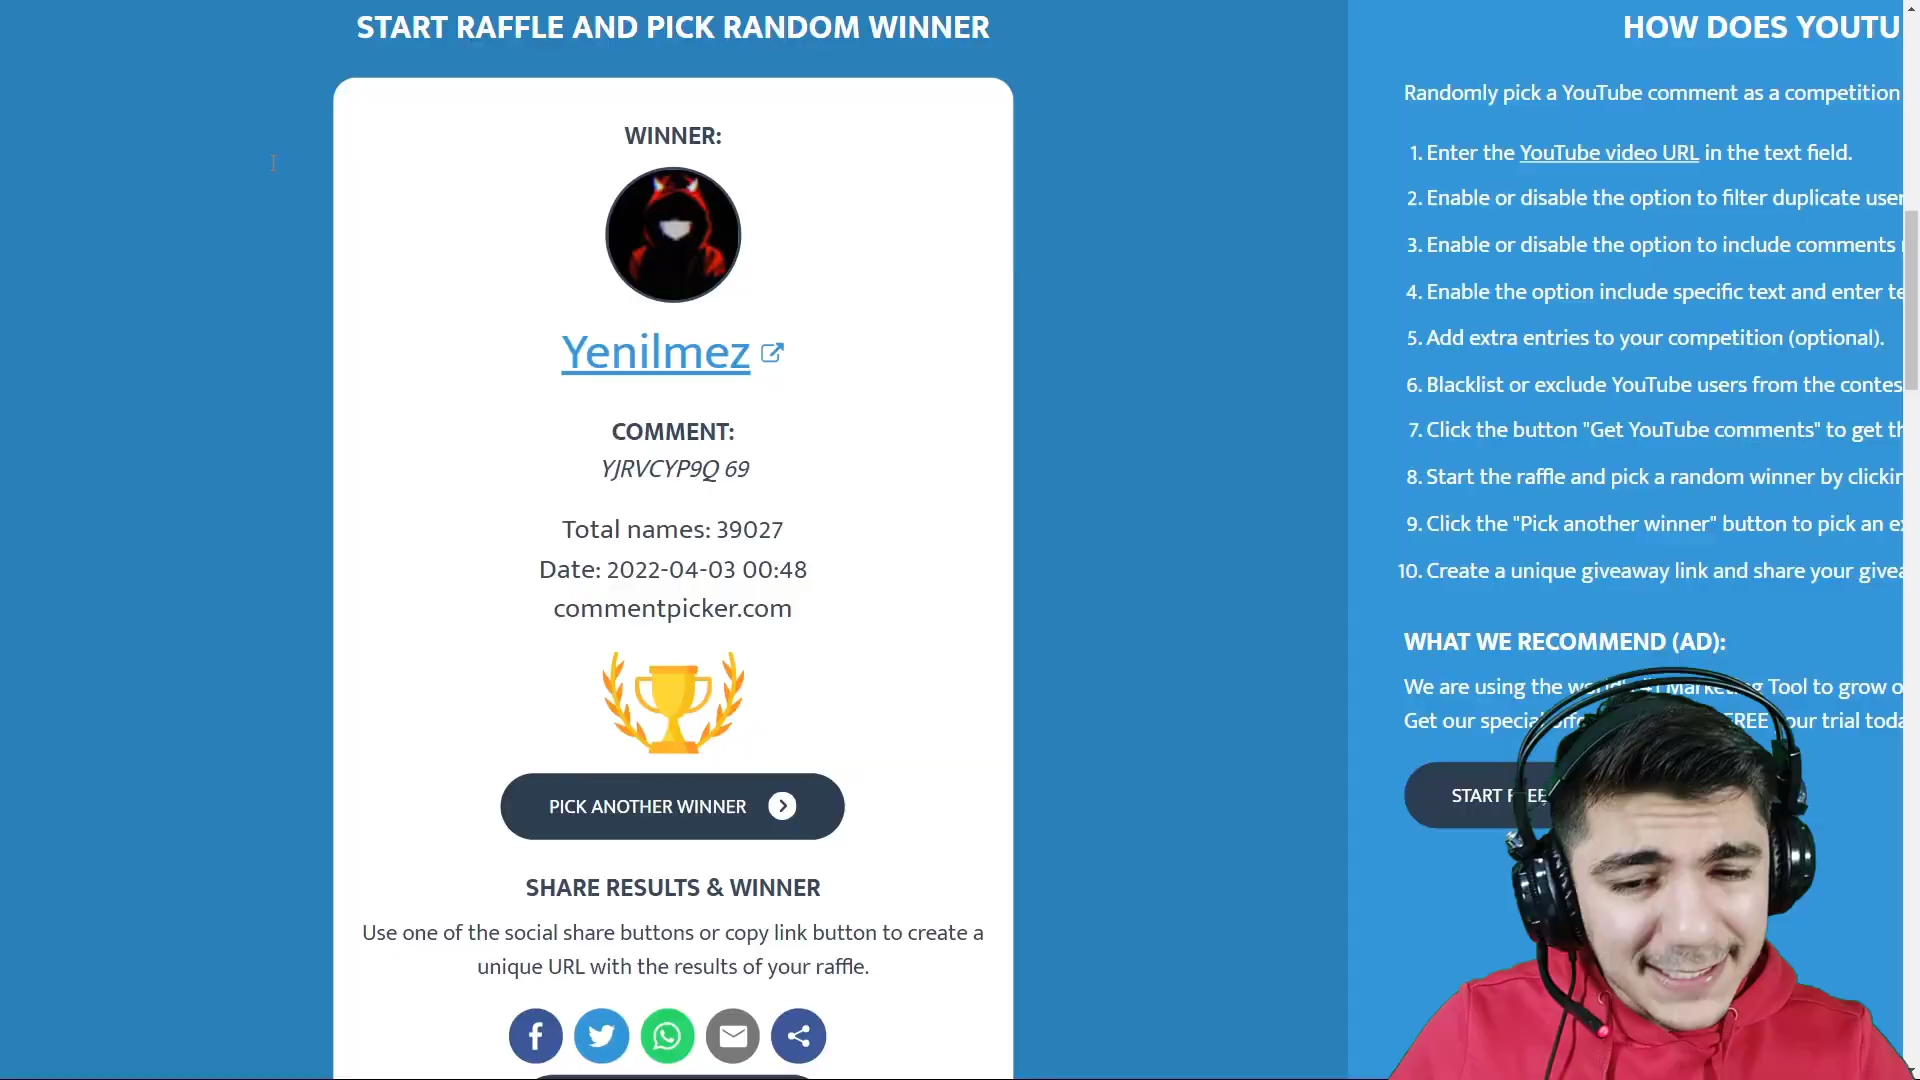 START RAFFLE AND PICK RANDOM WINNER
WINNER:
Yenilmez
COMMENT:
YJRVCYP9Q 69
Total names: 39027
Date: 2022-04-03 00:48
commentpicker.com
PICK ANOTHER WINNER
SHARE RESULTS & WINNER
Use one of the social share buttons or copy link button to create a
unique URL with the results of your raffle.
HOW DOES YOUTU
Randomly pick a YouTube comment as a competition
1. Enter the YouTube video URL in the text field.
2. Enable or disable the option to filter duplicate user
3. Enable or disable the option to include comments
4. Enable the option include specific text and enter te
5. Add extra entries to your competition (optional).
6. Blacklist or exclude YouTube users from the contes
7. Click the button "Get YouTube comments" to get th
8. Start the raffle and pick a random winner by clickin
9. Click the "Pick another winner" button to pick an e
10. Create a unique giveaway link and share your givea
WHAT WE RECOMMEND (AD):
We are using the world's #1 Marketing Tool to grow o
Get our special FREE our trial toda
START